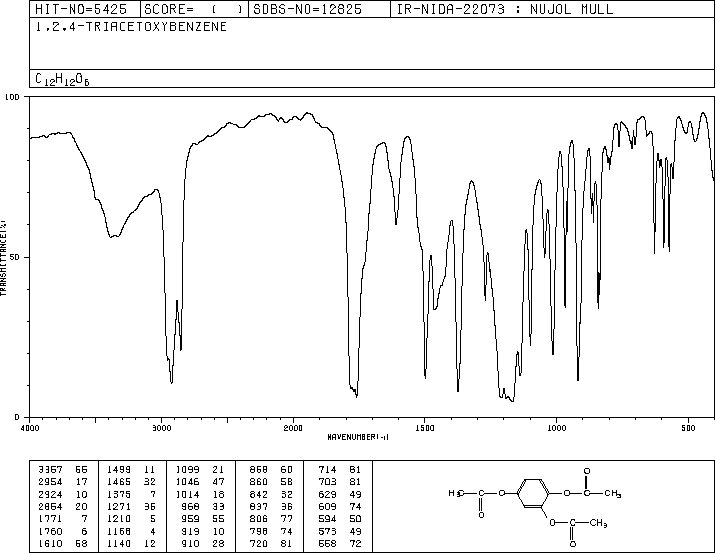 HIT-NO=5425 |SCORE= ( )|SDBS-NO=12825 |IR-NIDA-22073 : NUJOL MULL
1,2,4-TRIACETOXYBENZENE
C12H12O6
100
50
0
TRANSMITTANCE(%)
4000 3000 2000 1500 1000 500
WAVENUMBER(-1)
3367 55 1499 11 1099 21 868 60 714 81
2954 17 1465 32 1046 47 860 58 703 81
2924 10 1375 7 1014 18 842 32 629 49
2854 20 1271 35 968 33 837 36 609 74
1771 7 1210 5 959 55 806 77 594 50
1760 6 1168 4 919 10 798 74 573 49
1610 58 1140 12 910 28 720 81 558 72
O
H3C C O O C CH3
O O C CH3
O